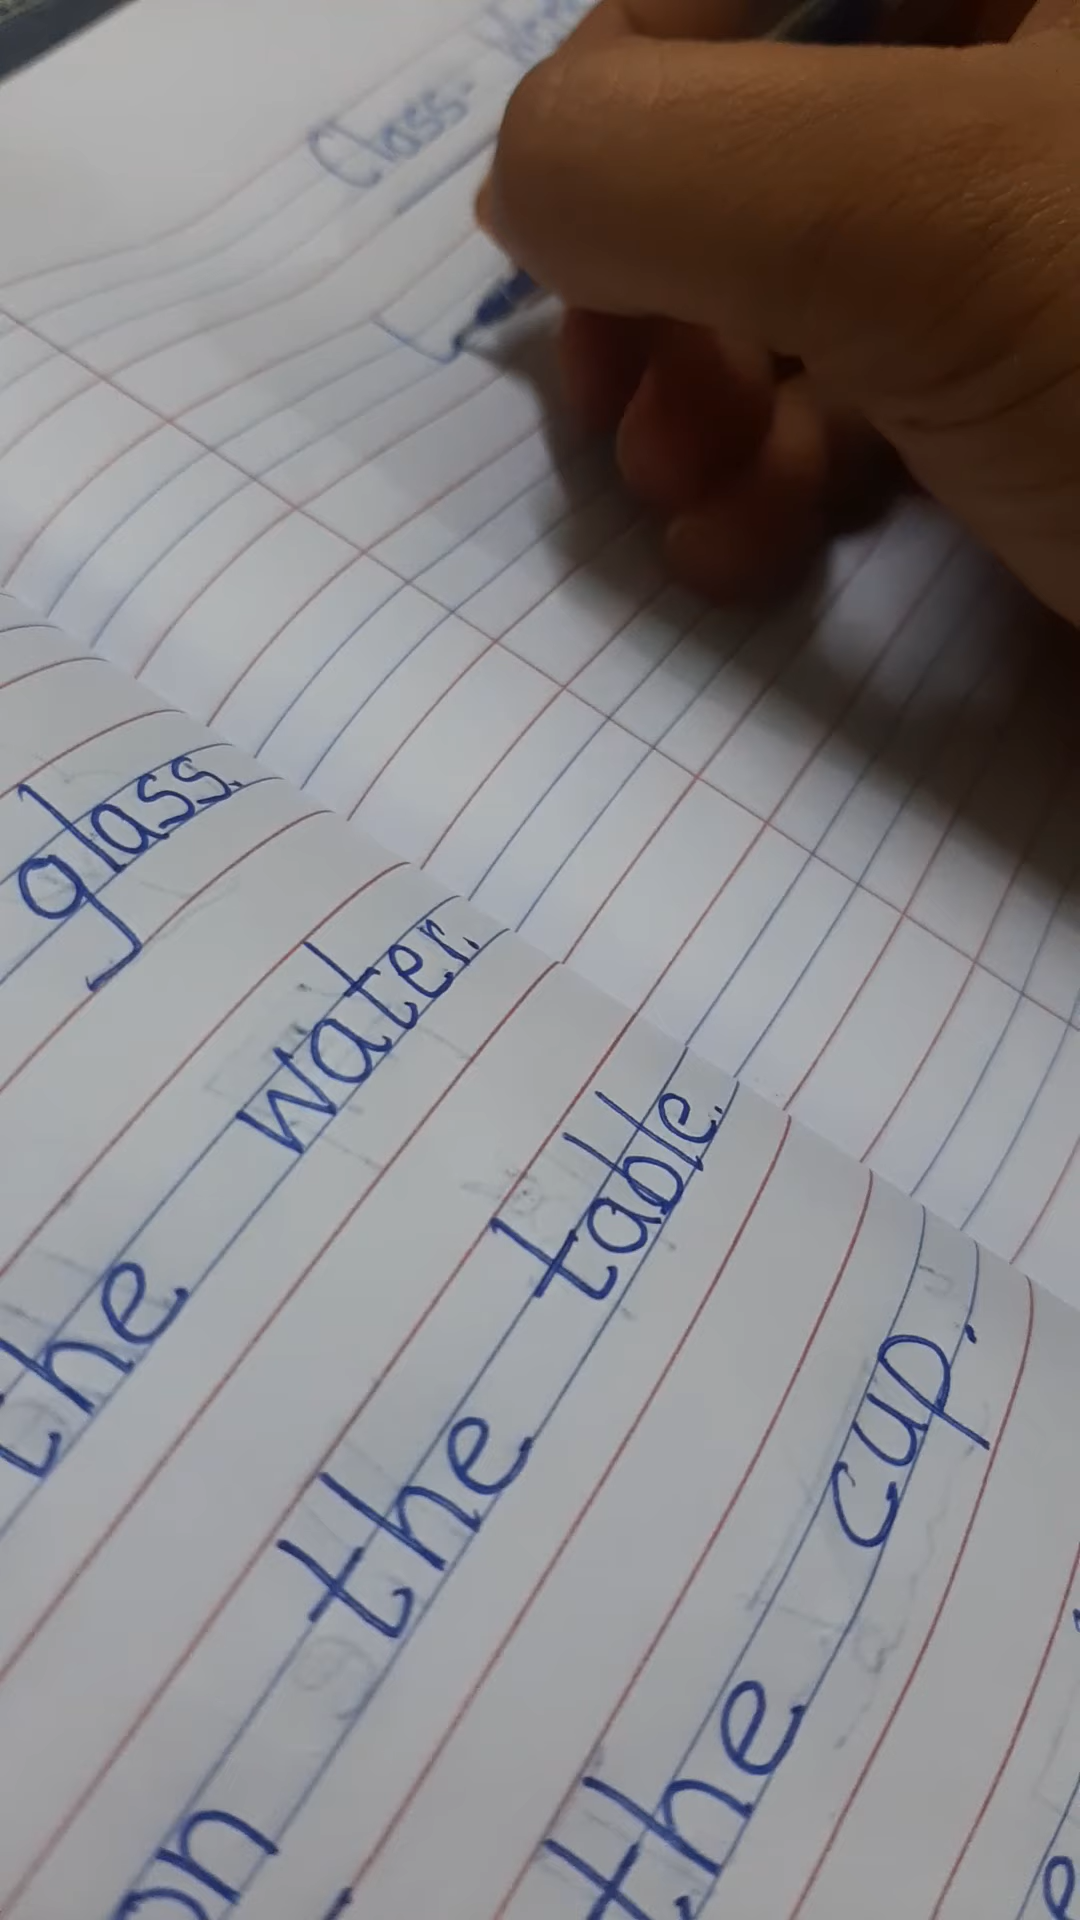 Class-
glass.
the water.
on the table.
the cup.